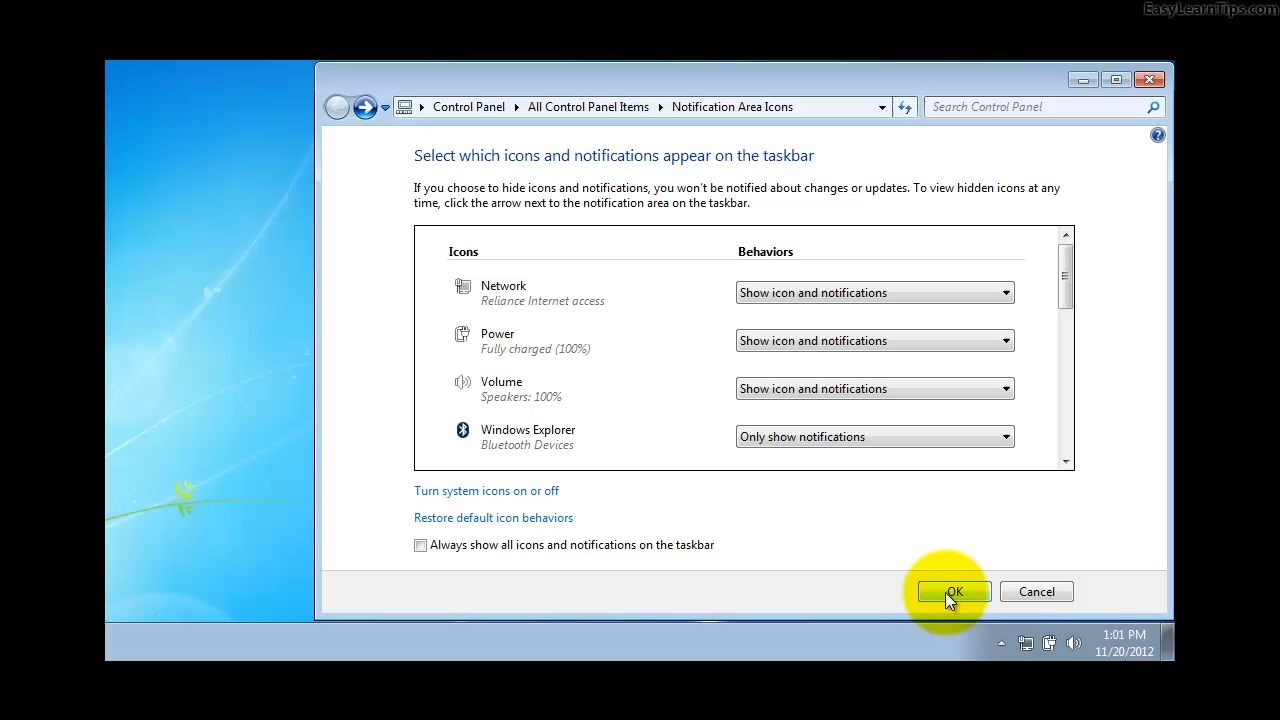 EasyLearnTips.com
Control Panel
All Control Panel Items
Notification Area Icons
Search Control Panel
Select which icons and notifications appear on the taskbar
If you choose to hide icons and notifications, you won't be notified about changes or updates. To view hidden icons at any
time, click the arrow next to the notification area on the taskbar.
Icons
Behaviors
Network
Reliance Internet access
Show icon and notifications
Power
Fully charged (100%)
Show icon and notifications
Volume
Speakers: 100%
Show icon and notifications
Windows Explorer
Bluetooth Devices
Only show notifications
Turn system icons on or off
Restore default icon behaviors
Always show all icons and notifications on the taskbar
OK
Cancel
1:01 PM
11/20/2012